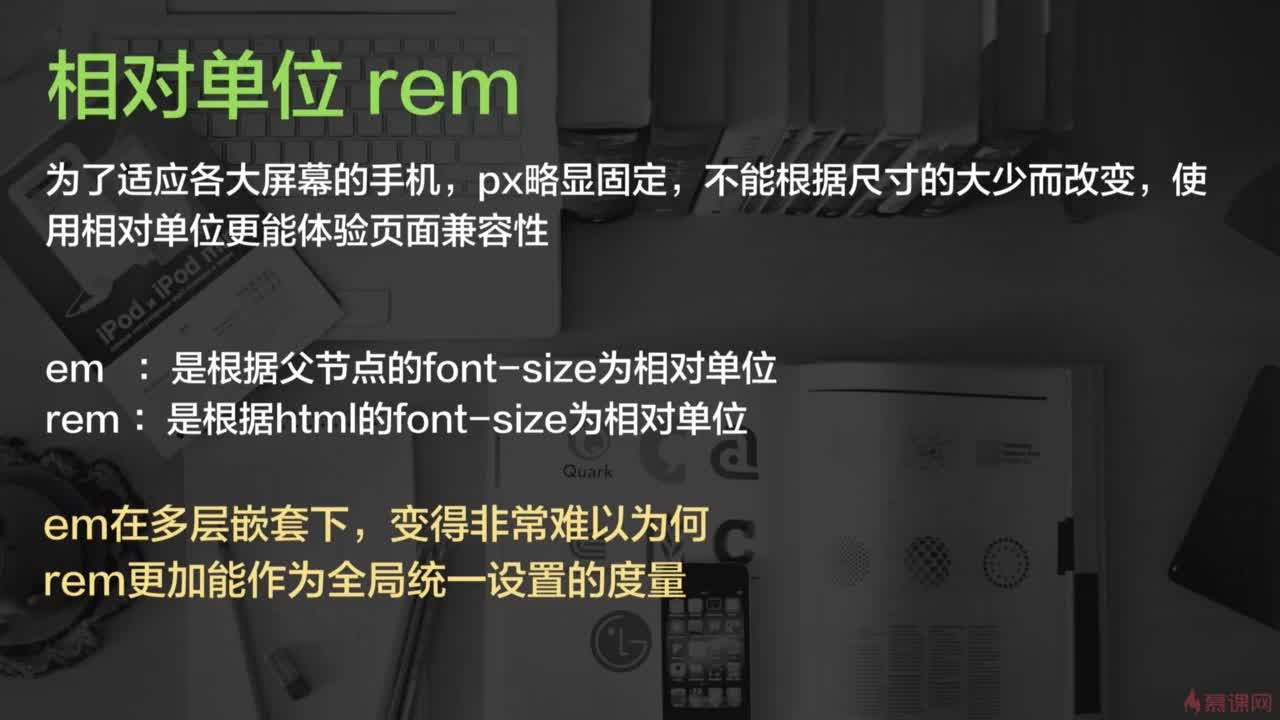 相对单位 rem
为了适应各大屏幕的手机，px略显固定，不能根据尺寸的大少而改变，使
用相对单位更能体验页面兼容性
em ：是根据父节点的font-size为相对单位
rem：是根据html的font-size为相对单位
em在多层嵌套下，变得非常难以为何
rem更加能作为全局统一设置的度量
iPod x iPod m
Quark
LG
慕课网